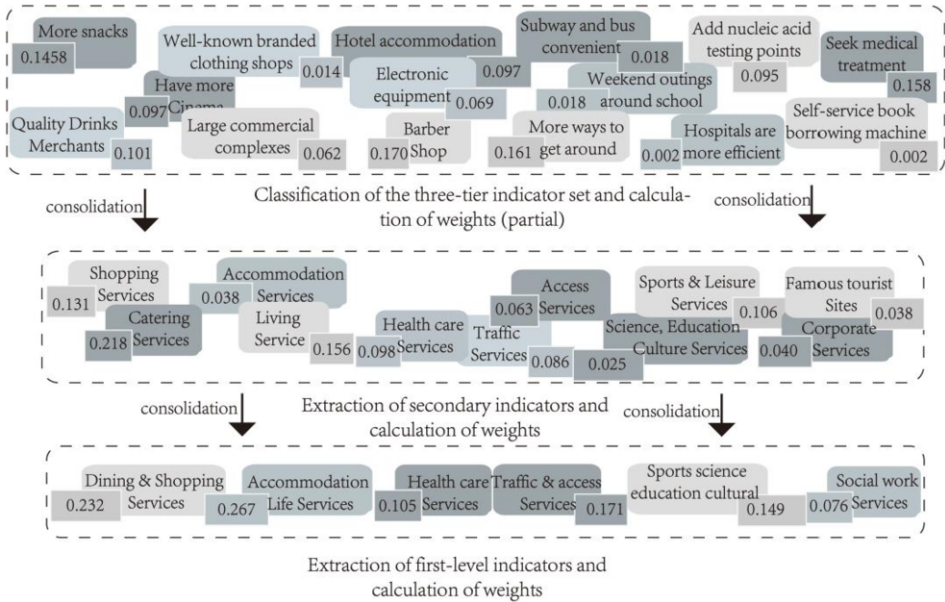 More snacks
0.1458
Well-known branded
clothing shops
0.014
Hotel accommodation
0.097
Subway and bus
convenient
0.018
Add nucleic acid
testing points
0.095
Seek medical
treatment
0.158
Have more
Cinema
0.097
Electronic
equipment
0.069
Weekend outings
around school
0.018
Quality Drinks
Merchants
0.101
Large commercial
complexes
0.062
Barber
Shop
0.170
More ways to
get around
0.161
Hospitals are
more efficient
0.002
Self-service book
borrowing machine
0.002
consolidation
Classification of the three-tier indicator set and calcula-
tion of weights (partial)
consolidation
Shopping
Services
0.131
Accommodation
Services
0.038
Catering
Services
0.218
Living
Service
0.156
Health care
Services
0.098
Traffic
Services
0.086
Access
Services
0.063
Science, Education
Culture Services
0.025
Sports & Leisure
Services
0.106
Famous tourist
Sites
0.038
Corporate
Services
0.040
consolidation
Extraction of secondary indicators and
calculation of weights
consolidation
Dining & Shopping
Services
0.232
Accommodation
Life Services
0.267
Health care
Services
0.105
Traffic & access
Services
0.171
Sports science
education cultural
0.149
Social work
Services
0.076
Extraction of first-level indicators and
calculation of weights